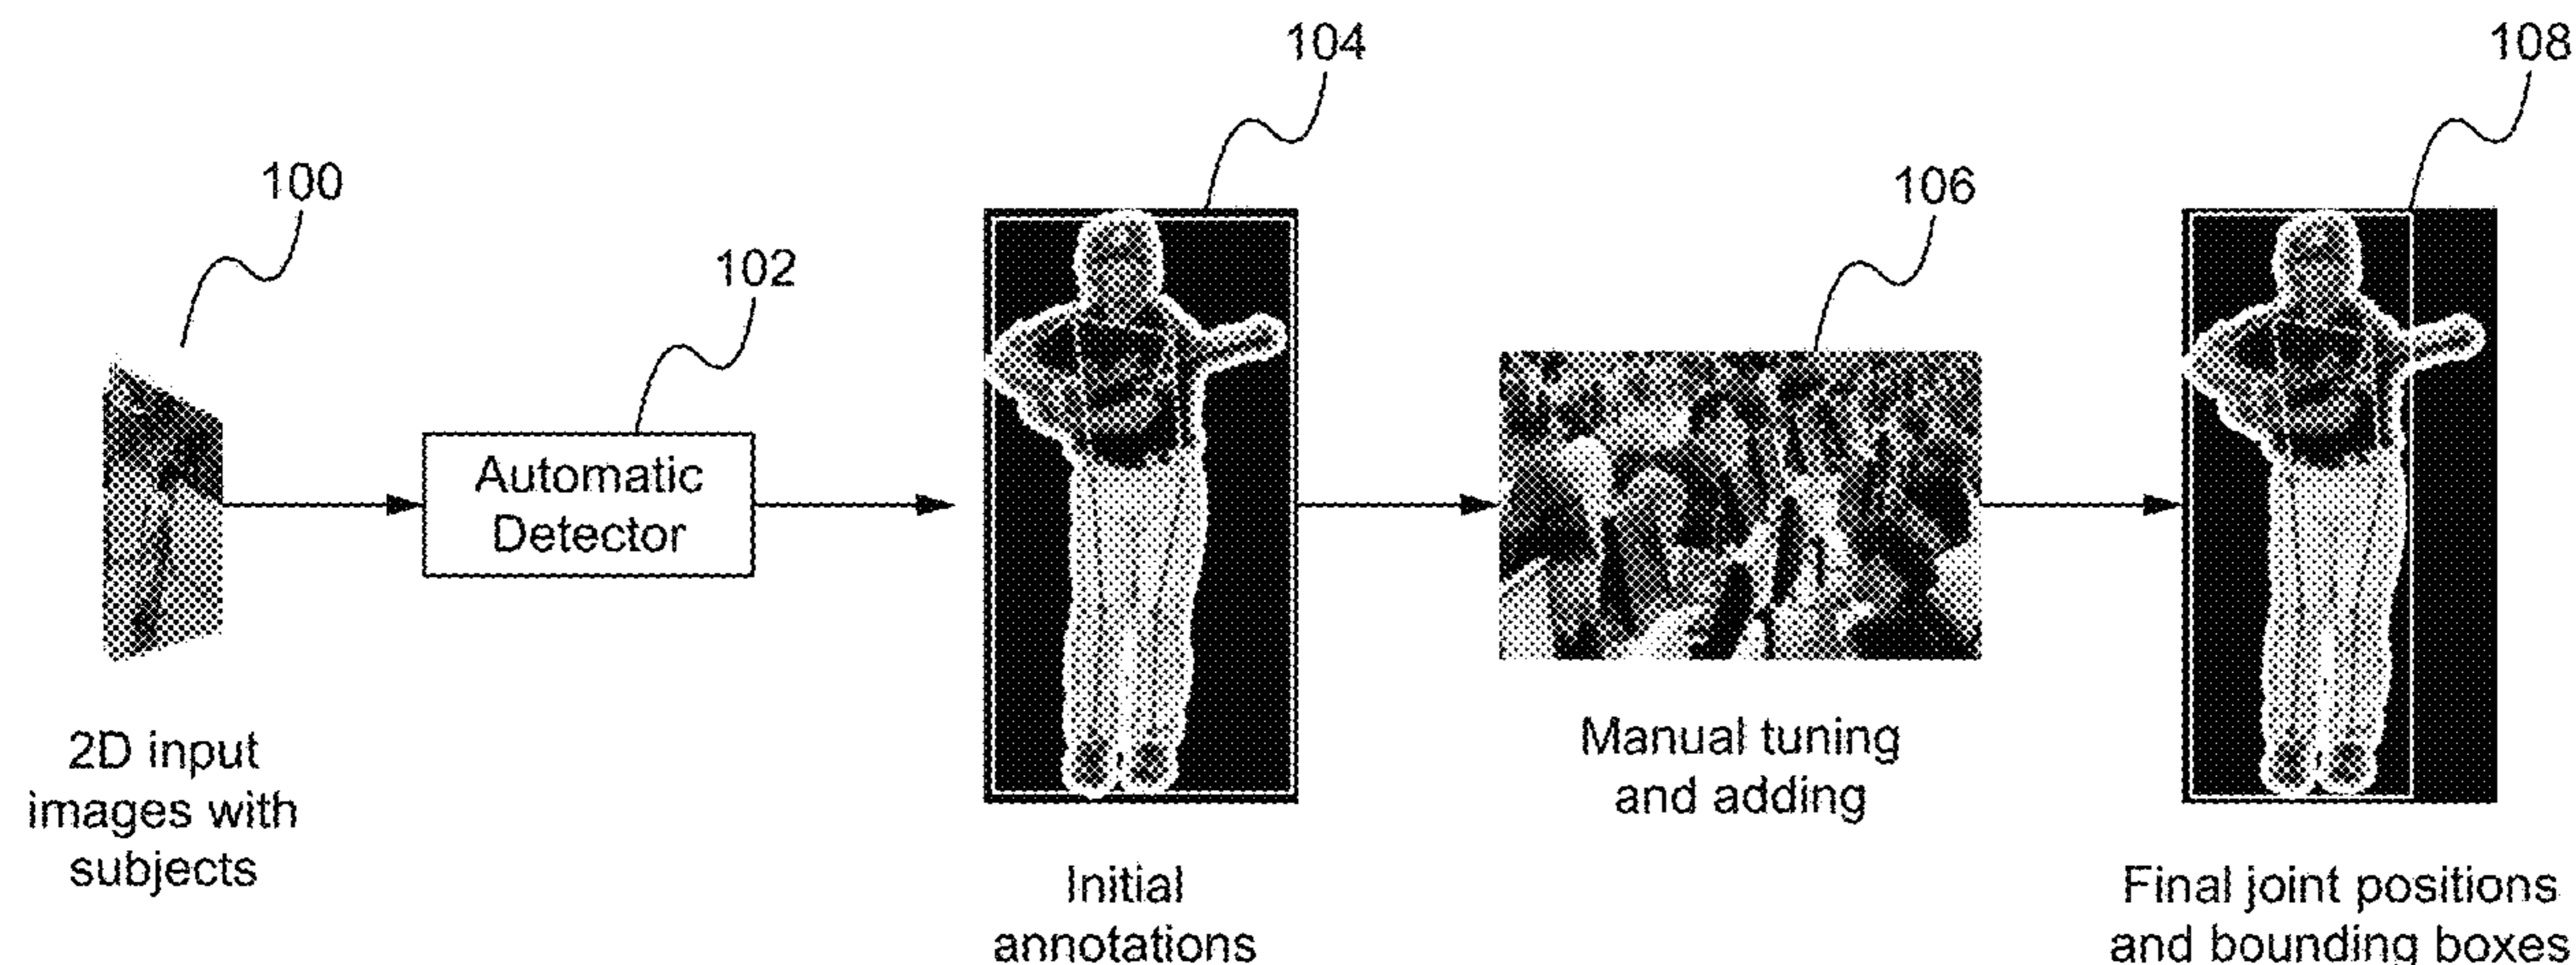 104
108
100
106
102
Automatic
Detector
2D input
images with
subjects
Manual tuning
and adding
Initial
annotations
Final joint positions
and bounding boxes